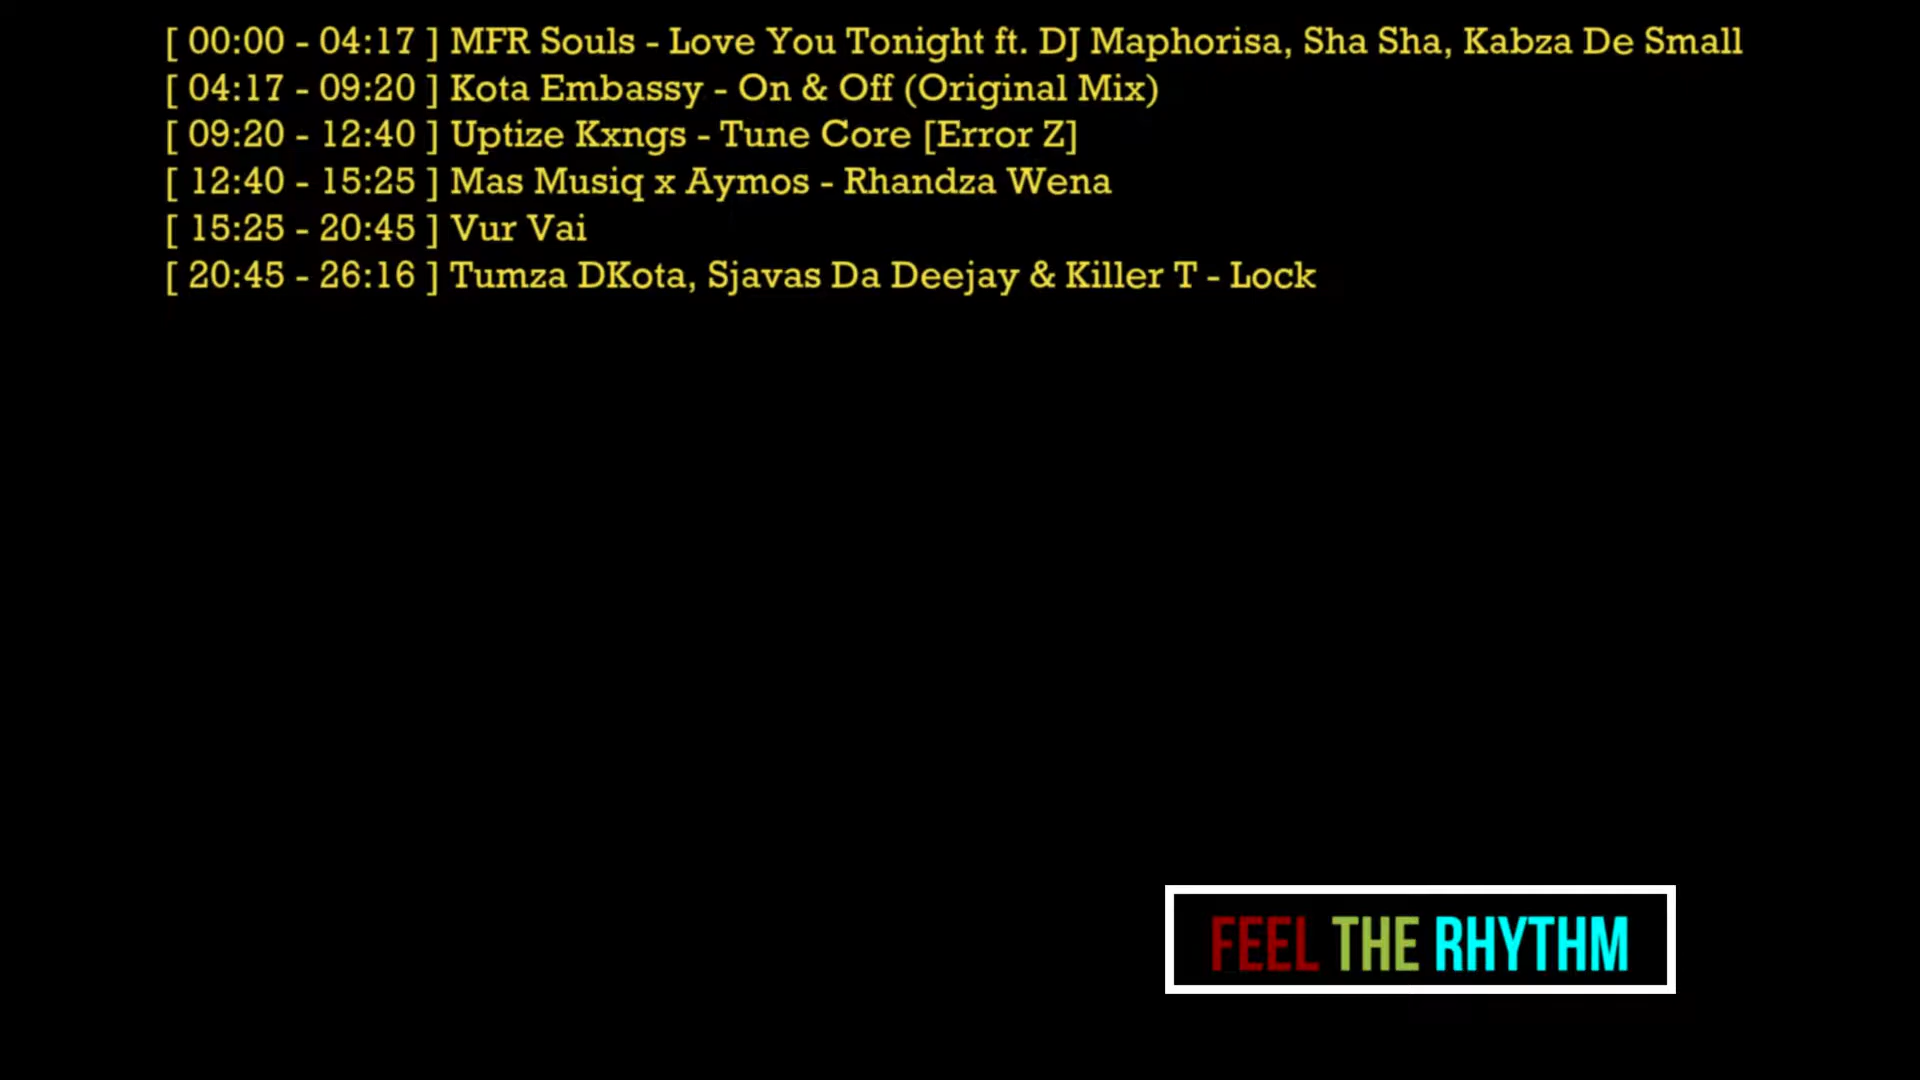 [ 00:00 - 04:17 ] MFR Souls - Love You Tonight ft. DJ Maphorisa, Sha Sha, Kabza De Small
[ 04:17 - 09:20 ] Kota Embassy - On & Off (Original Mix)
[ 09:20 - 12:40 ] Uptize Kxngs - Tune Core [Error Z]
[ 12:40 - 15:25 ] Mas Musiq x Aymos - Rhandza Wena
[ 15:25 - 20:45 ] Vur Vai
[ 20:45 - 26:16 ] Tumza DKota, Sjavas Da Deejay & Killer T - Lock
FEEL THE RHYTHM